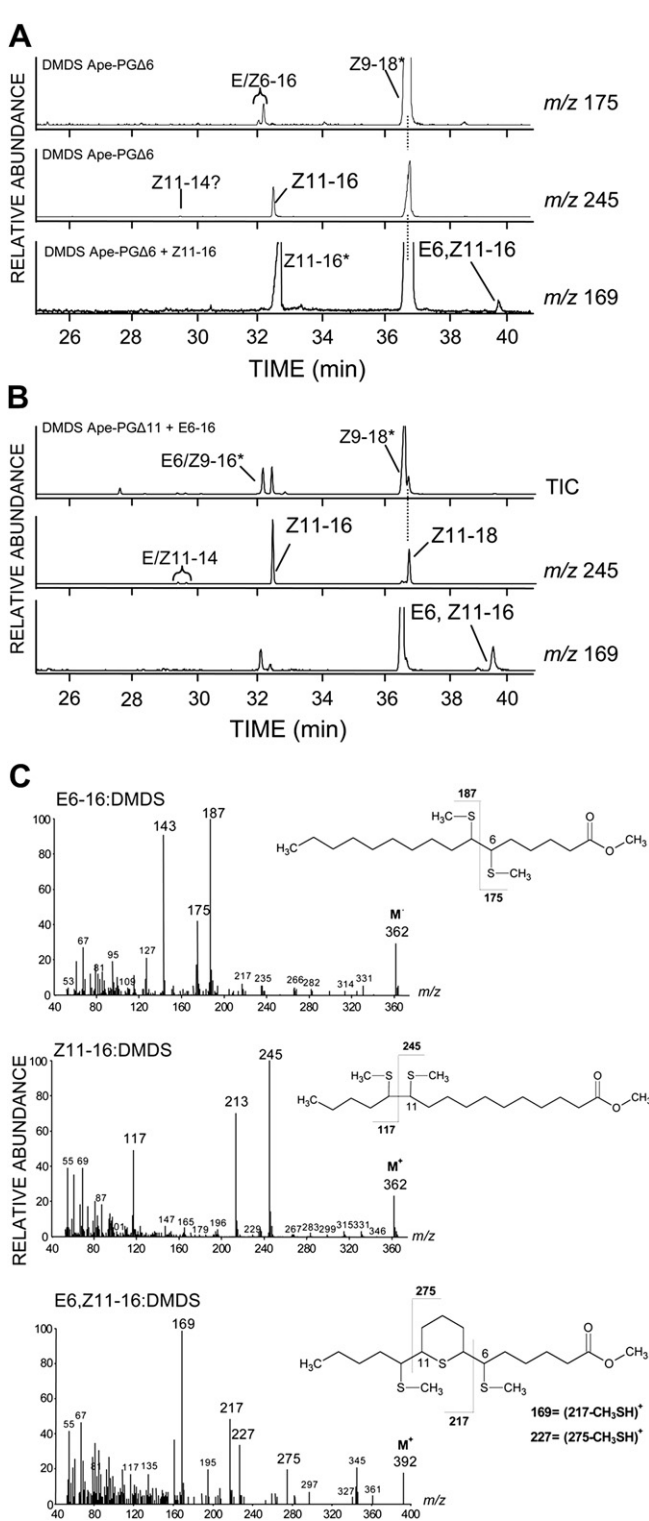 A
RELATIVE ABUNDANCE
DMDS Ape-PGΔ6
E/Z6-16
Z9-18*
m/z 175
DMDS Ape-PGΔ6
Z11-14?
Z11-16
m/z 245
DMDS Ape-PGΔ6 + Z11-16
Z11-16*
E6,Z11-16
m/z 169
26 28 30 32 34 36 38 40
TIME (min)
B
RELATIVE ABUNDANCE
DMDS Ape-PGΔ11 + E6-16
E6/Z9-16*
Z9-18*
TIC
E/Z11-14
Z11-16
Z11-18
m/z 245
E6, Z11-16
m/z 169
26 28 30 32 34 36 38 40
TIME (min)
C
RELATIVE ABUNDANCE
E6-16:DMDS
100
80
60
40
20
0
53 67 81 95 109 127 143 175 187 217 235 266 282 314 331
M·
362
40 80 120 160 200 240 280 320 360
m/z
187
H₃C—S
6
H₃C
S—CH₃
O
O
CH₃
175
Z11-16:DMDS
100
80
60
40
20
0
55 69 87 117 147 165 179 196 213 229 245 267 283 299 315 331 346
M⁺
362
40 80 120 160 200 240 280 320 360
m/z
245
H₃C—S
S—CH₃
H₃C
11
O
O
CH₃
117
E6,Z11-16:DMDS
100
80
60
40
20
0
55 67 81 117 135 169 195 217 227 275 297 327 345 361
M⁺
392
40 80 120 160 200 240 280 320 360 400
m/z
275
H₃C
11
S
6
S—CH₃
S—CH₃
O
O
CH₃
217
169= (217-CH₃SH)⁺
227= (275-CH₃SH)⁺